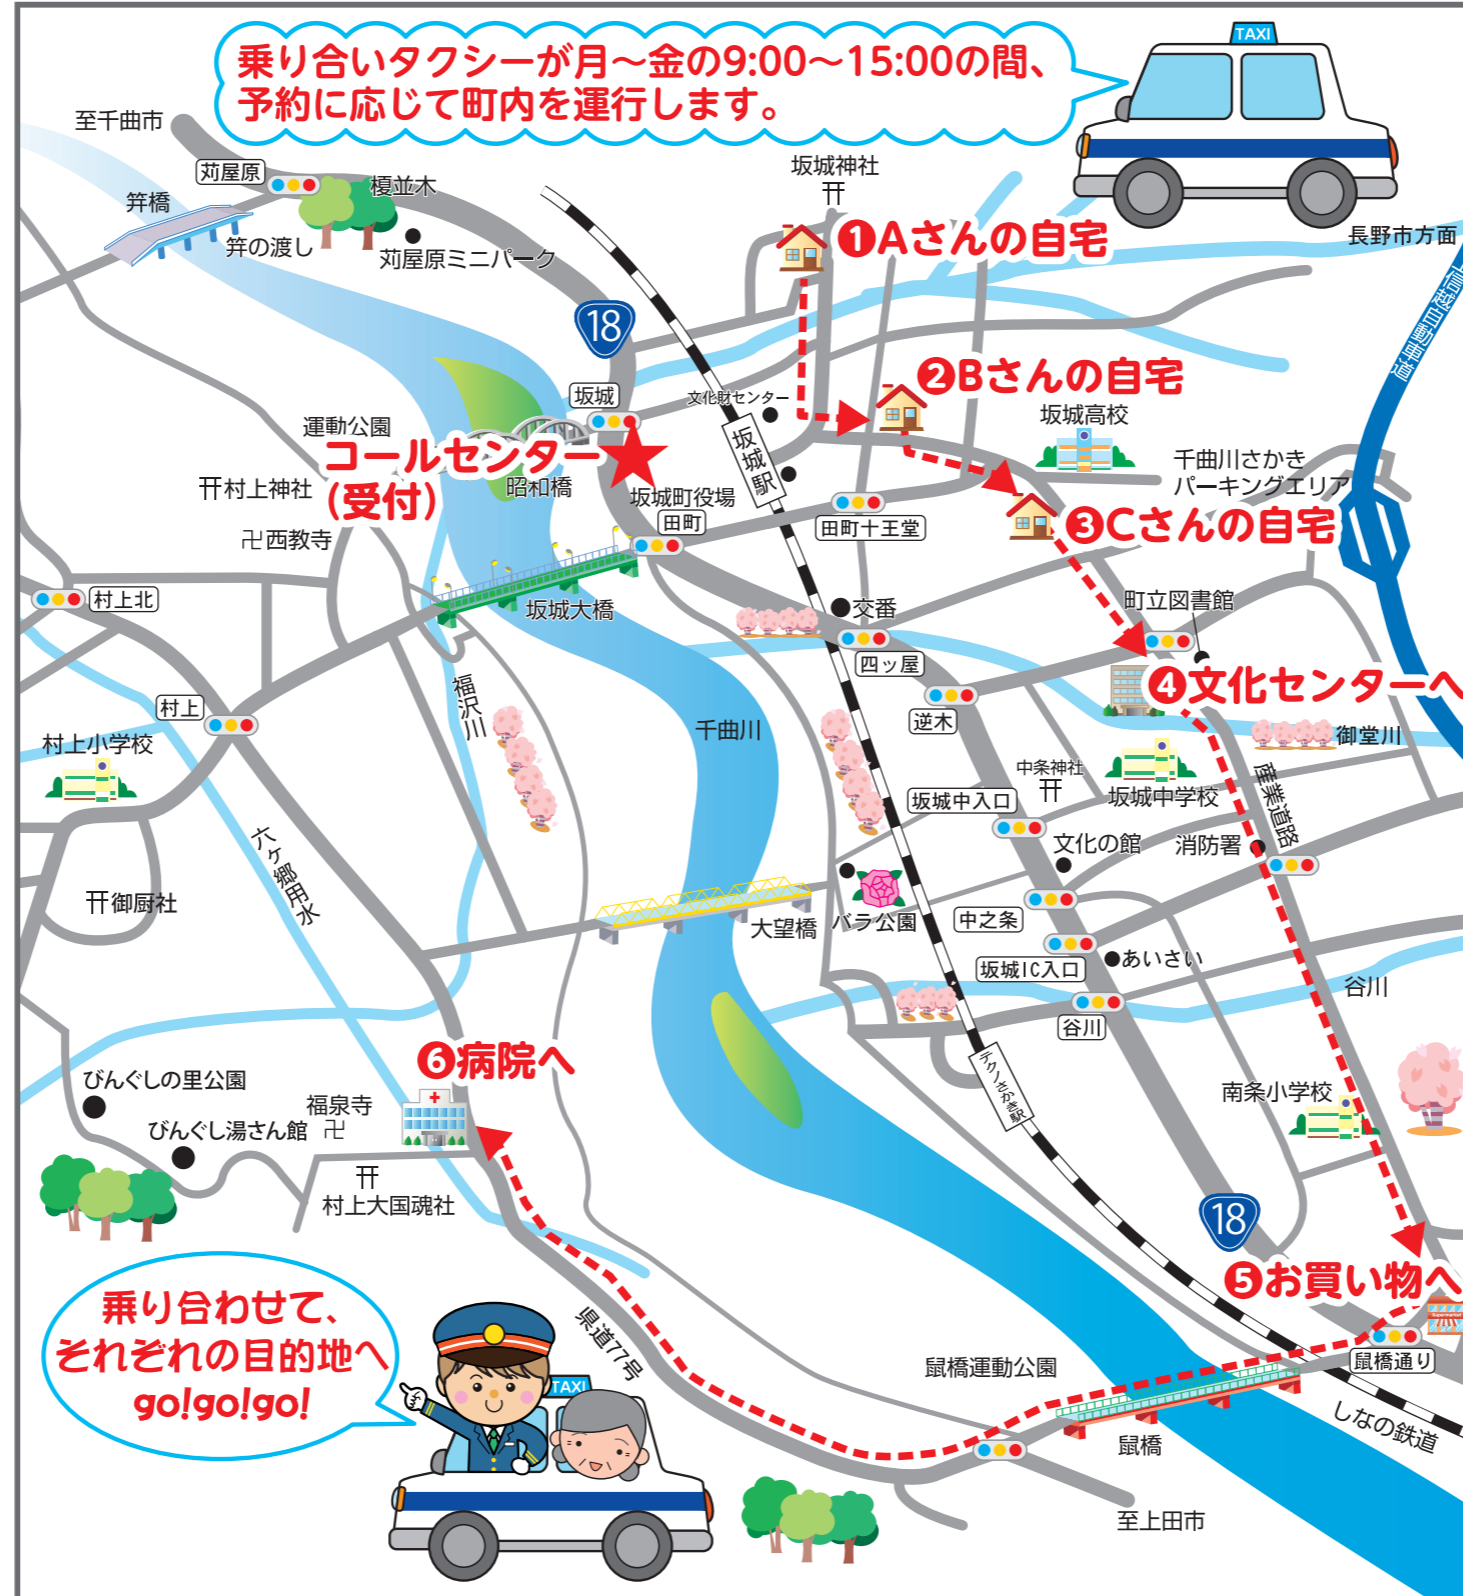 乗り合いタクシーが月～金の9:00～15:00の間、
予約に応じて町内を運行します。
TAXI
至千曲市
苅屋原
榎並木
笄橋
笄の渡し
苅屋原ミニパーク
坂城神社
❶Aさんの自宅
長野市方面
上信越自動車道
18
❷Bさんの自宅
坂城
文化財センター
坂城高校
運動公園
コールセンター
(受付)
昭和橋
坂城駅
千曲川さかき
パーキングエリア
村上神社
坂城町役場
田町
田町十王堂
❸Cさんの自宅
卍西教寺
村上北
坂城大橋
交番
町立図書館
四ッ屋
❹文化センターへ
福沢川
村上
逆木
千曲川
御堂川
村上小学校
中条神社
坂城中学校
産業道路
坂城中入口
文化の館
消防署
六ヶ郷用水
御厨社
大望橋
バラ公園
中之条
坂城IC入口
あいさい
谷川
谷川
❻病院へ
テクノさかき駅
びんぐしの里公園
福泉寺
卍
南条小学校
びんぐし湯さん館
村上大国魂社
18
❺お買い物へ
Supermarket
乗り合わせて、
それぞれの目的地へ
go!go!go!
県道77号
鼠橋運動公園
鼠橋通り
TAXI
鼠橋
しなの鉄道
至上田市